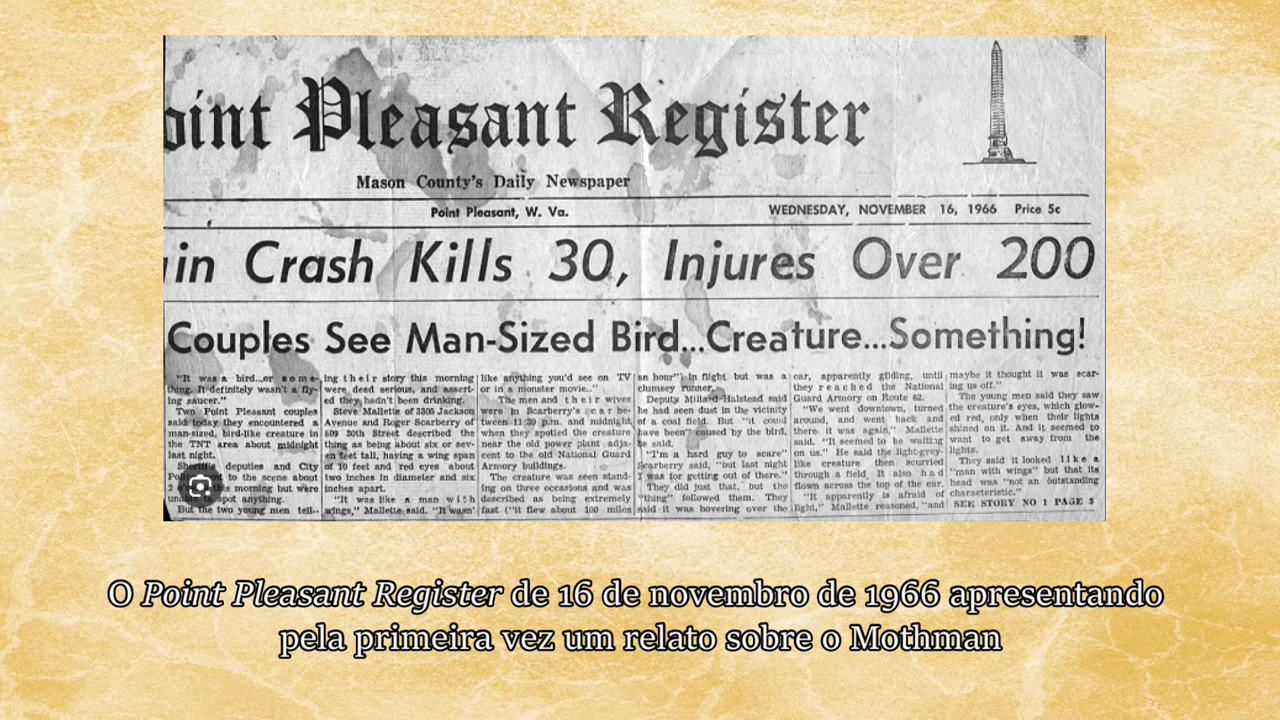 oint Pleasant Register
Mason County's Daily Newspaper
Point Pleasant, W. Va.
WEDNESDAY, NOVEMBER 16, 1966 Price 5c
in Crash Kills 30, Injures Over 200
Couples See Man-Sized Bird...Creature...Something!
"It was a bird...or some-
thing. It definitely wasn't a fly-
ing saucer."
Two Point Pleasant couples
said today they encountered a
man-sized, bird-like creature in
the TNT area about midnight
last night.
Sheriff's deputies and City
to the scene about
this morning but were
spot anything.
But the two young men tell-
ing their story this morning
were dead serious, and assert-
ed they hadn't been drinking.
Steve Mallette of 3305 Jackson
Avenue and Roger Scarberry of
809 30th Street described the
thing as being about six or sev-
en feet tall, having a wing span
of 10 feet and red eyes about
two inches in diameter and six
inches apart.
"It was like a man with
wings," Mallette said. "It wasn't
like anything you'd see on TV
or in a monster movie.."
The men and their wives
were in Scarberry's car be-
tween 11:30 p.m. and midnight
when they spotted the creature
near the old power plant adja-
cent to the old National Guard
Armory buildings.
The creature was seen stand-
ing on three occasions and was
described as being extremely
fast ("it flew about 100 miles
an hour") in flight but was a
clumsey runner.
Deputy Millard Halstead said
he had seen dust in the vicinity
of a coal field. But "it could
have been" caused by the bird,
he said.
"I'm a hard guy to scare"
Scarberry said, "but last night
I was for getting out of there."
They did just that, but the
"thing" followed them. They
said it was hovering over the
car, apparently gliding, until
they reached the National
Guard Armory on Route 62.
"We went downtown, turned
around, and went back and
there it was again," Mallette
said. "It seemed to be waiting
on us." He said the light-grey-
like creature then scurried
through a field. It also had
flown across the top of the car.
"It apparently is afraid of
light," Mallette reasoned, "and
maybe it thought it was scar-
ing us off."
The young men said they saw
the creature's eyes, which glow-
ed red, only when their lights
shined on it. And it seemed to
want to get away from the
lights.
They said it looked like a
"man with wings" but that its
head was "not an outstanding
characteristic."
SEE STORY NO 1 PAGE 3
O Point Pleasant Register de 16 de novembro de 1966 apresentando
pela primeira vez um relato sobre o Mothman